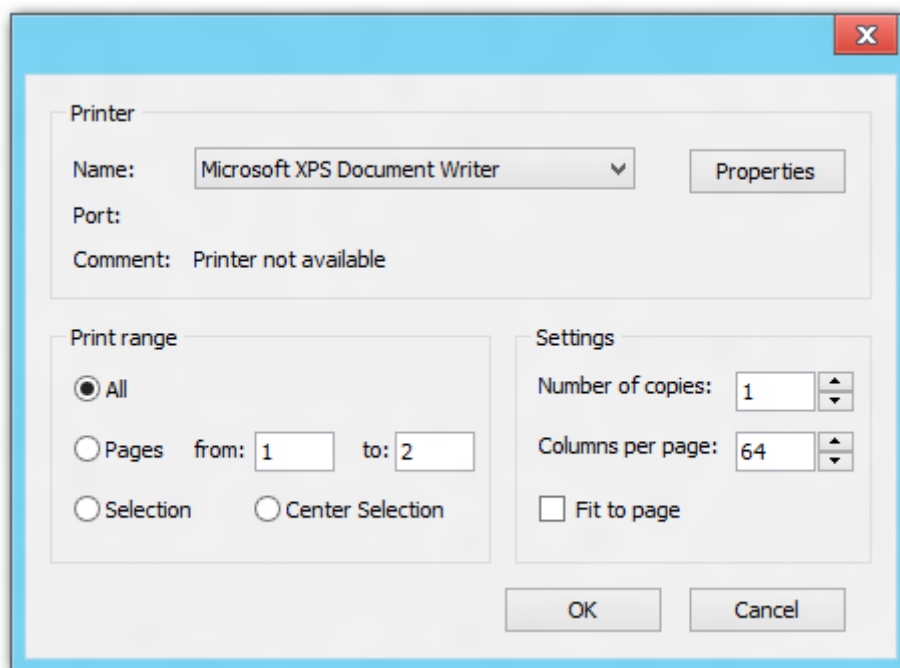 Printer
Name: Microsoft XPS Document Writer Properties
Port:
Comment: Printer not available
Print range
All
Pages from: 1 to: 2
Selection Center Selection
Settings
Number of copies: 1
Columns per page: 64
Fit to page
OK Cancel